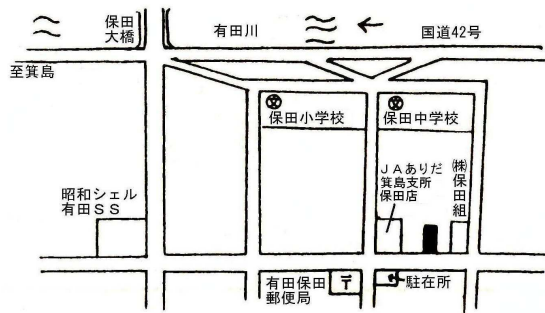 保田
大橋
有田川
国道42号
至箕島
保田小学校
保田中学校
昭和シェル
有田SS
JAありだ
箕島支所
保田店
㈱保田組
有田保田
郵便局
駐在所